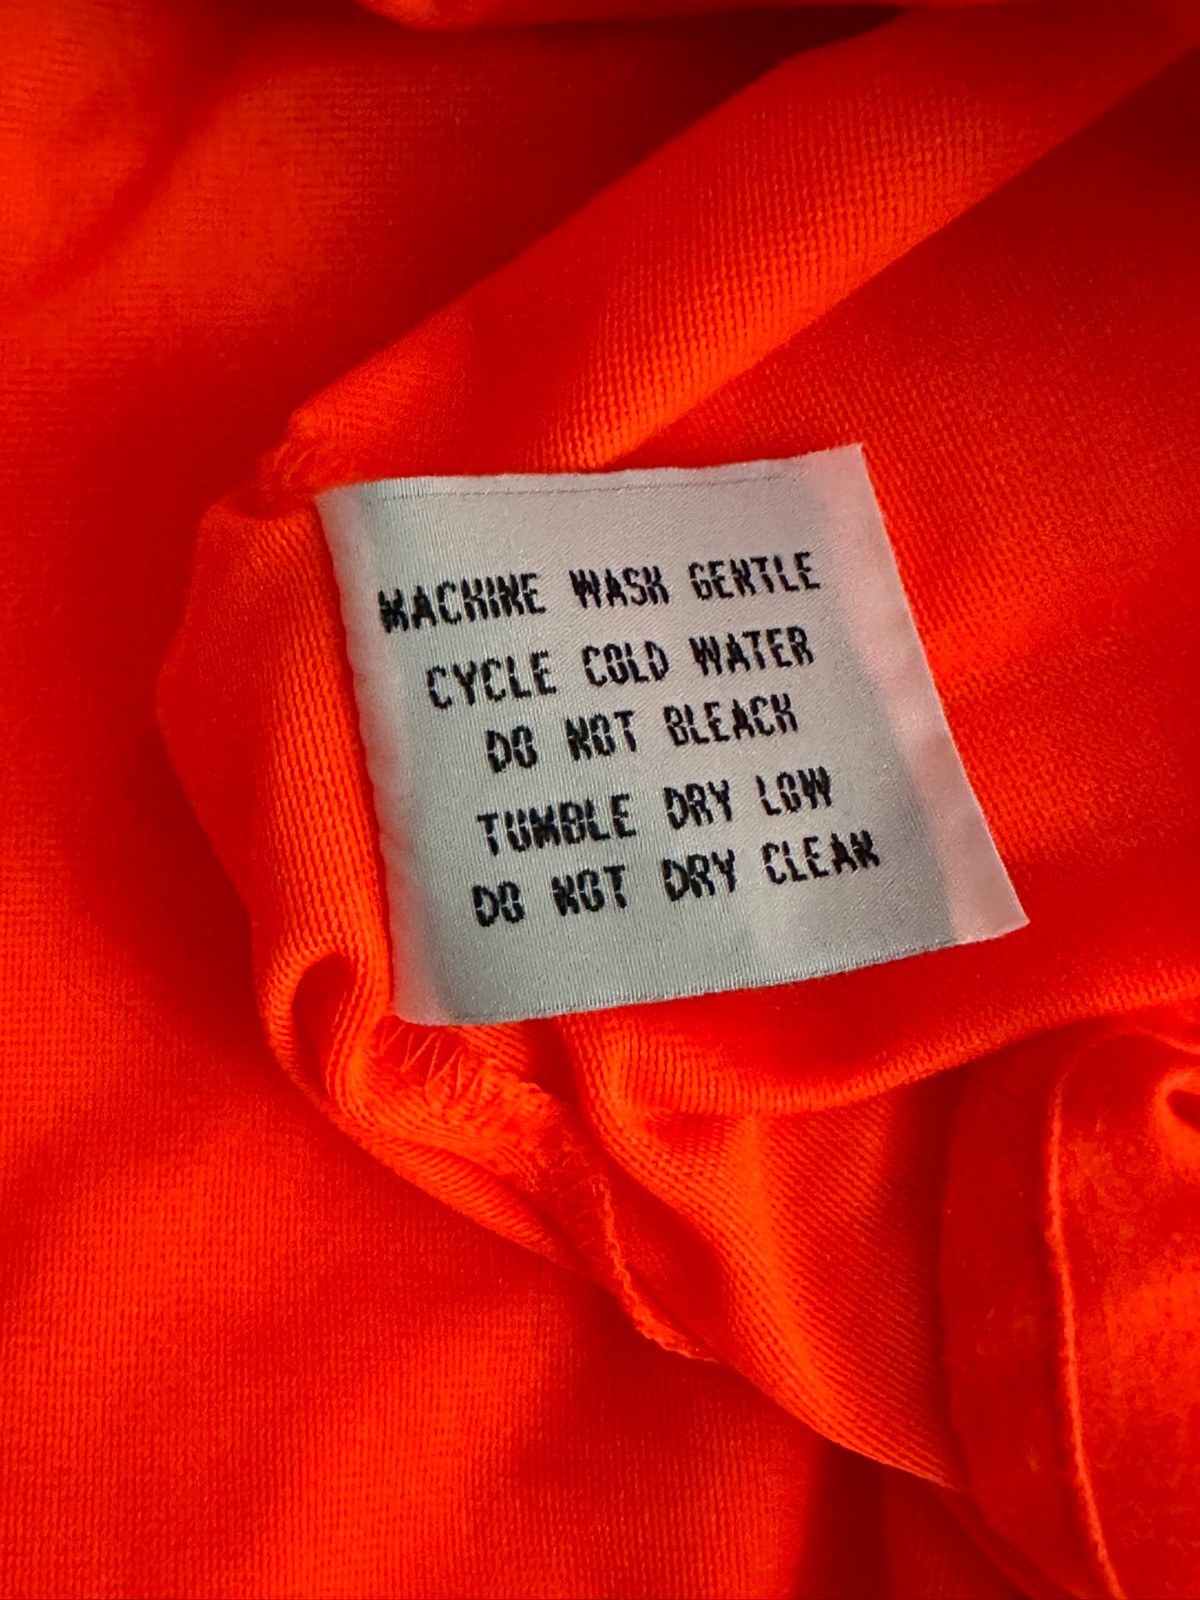 MACHINE WASH GENTLE
CYCLE COLD WATER
DO NOT BLEACH
TUMBLE DRY LOW
DO NOT DRY CLEAN